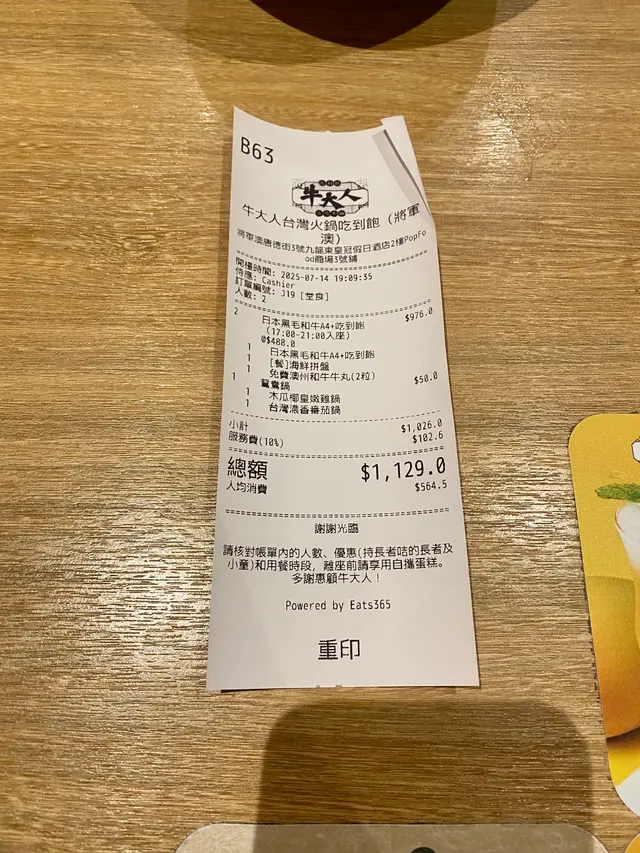 B63
牛大人
牛大人台灣火鍋吃到飽（將軍
澳）
將軍澳唐德街3號九龍東皇冠假日酒店2樓PopFo
od商場3號鋪
開檯時間: 2025-07-14 19:09:35
侍應: Cashier
訂單編號: J19 [堂食]
人數: 2
2 日本黑毛和牛A4+吃到飽 $976.0
(17:00-21:00入座)
@$488.0
1 日本黑毛和牛A4+吃到飽
1 [餐]海鮮拼盤
1 免費澳州和牛牛丸(2粒)
1 鴛鴦鍋 $50.0
1 木瓜椰皇嫩雞鍋
1 台灣濃香番茄鍋
小計 $1,026.0
服務費(10%) $102.6
總額 $1,129.0
人均消費 $564.5
謝謝光臨
請核對帳單內的人數、優惠(持長者咭的長者及
小童)和用餐時段，離座前請享用自攜蛋糕。
多謝惠顧牛大人！
Powered by Eats365
重印